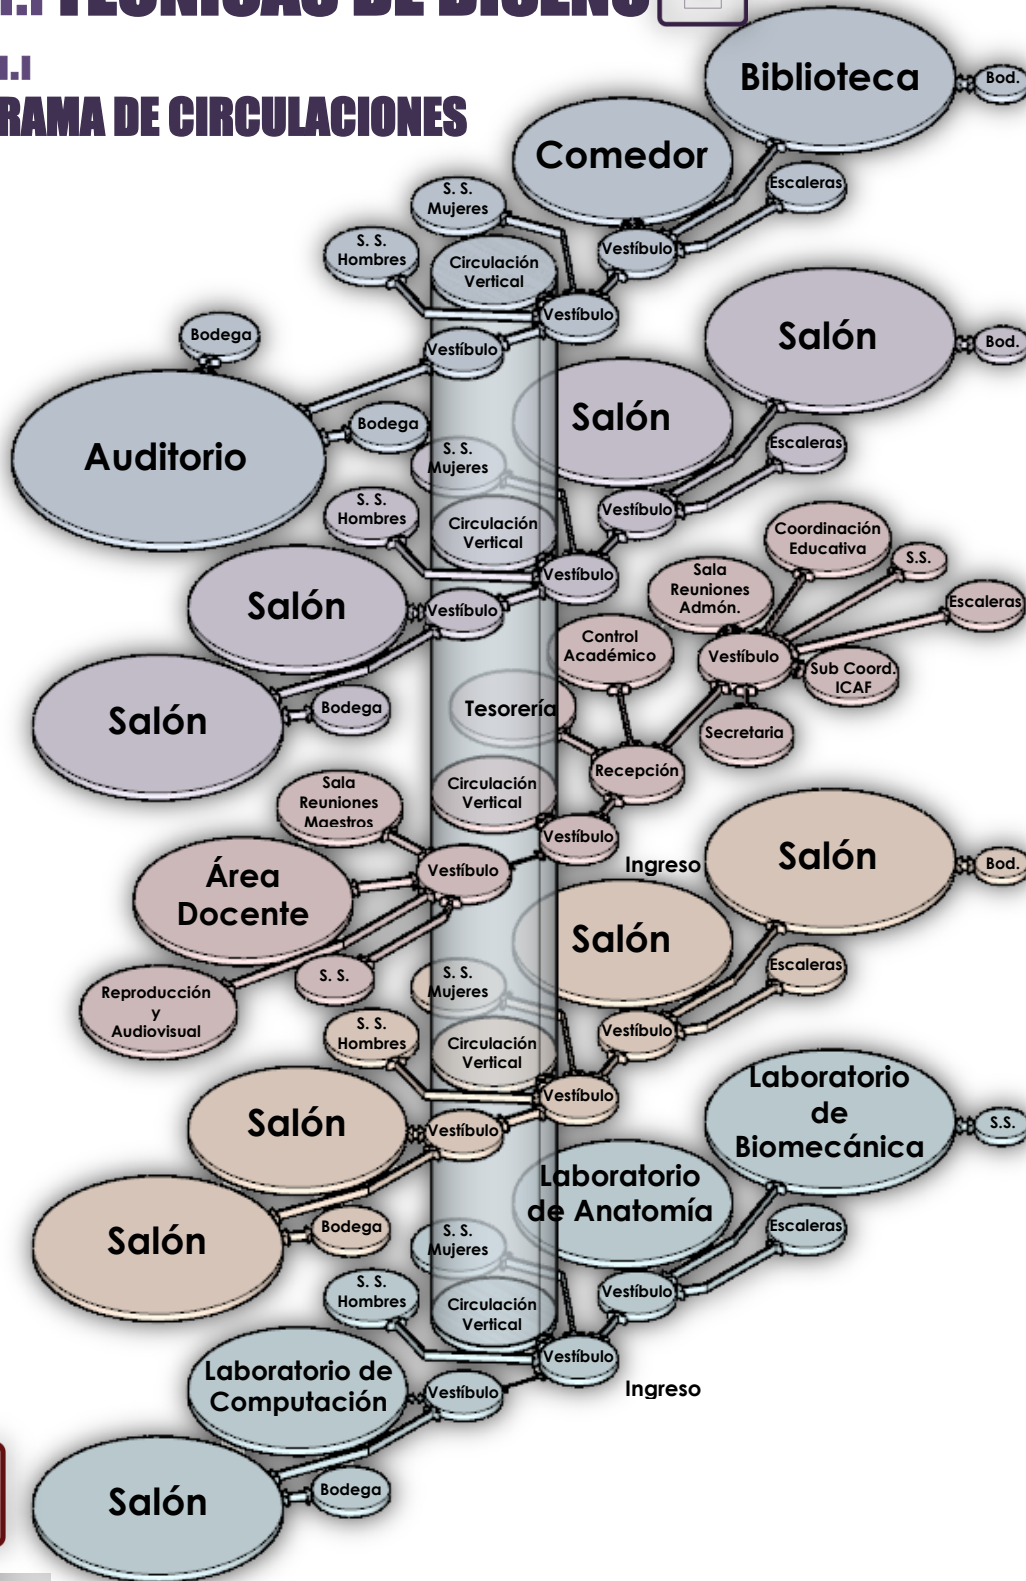 TÉCNICAS DE DISEÑO
RAMA DE CIRCULACIONES
Biblioteca
Bod.
Comedor
Escaleras
S. S.
Mujeres
Vestíbulo
S. S.
Hombres
Circulación
Vertical
Vestíbulo
Vestíbulo
Bodega
Auditorio
Bodega
Salón
Bod.
Salón
Escaleras
S. S.
Mujeres
Vestíbulo
S. S.
Hombres
Circulación
Vertical
Vestíbulo
Salón
Vestíbulo
Salón
Bodega
Coordinación
Educativa
S.S.
Sala
Reuniones
Admón.
Escaleras
Control
Académico
Vestíbulo
Sub Coord.
ICAF
Tesorería
Secretaria
Recepción
Sala
Reuniones
Maestros
Circulación
Vertical
Vestíbulo
Vestíbulo
Ingreso
Área
Docente
S. S.
Reproducción
y
Audiovisual
Salón
Bod.
Salón
Escaleras
S. S.
Mujeres
Vestíbulo
S. S.
Hombres
Circulación
Vertical
Vestíbulo
Salón
Vestíbulo
Salón
Bodega
Laboratorio
de
Biomecánica
S.S.
Laboratorio
de Anatomía
Escaleras
S. S.
Mujeres
Vestíbulo
S. S.
Hombres
Circulación
Vertical
Vestíbulo
Ingreso
Laboratorio de
Computación
Vestíbulo
Salón
Bodega